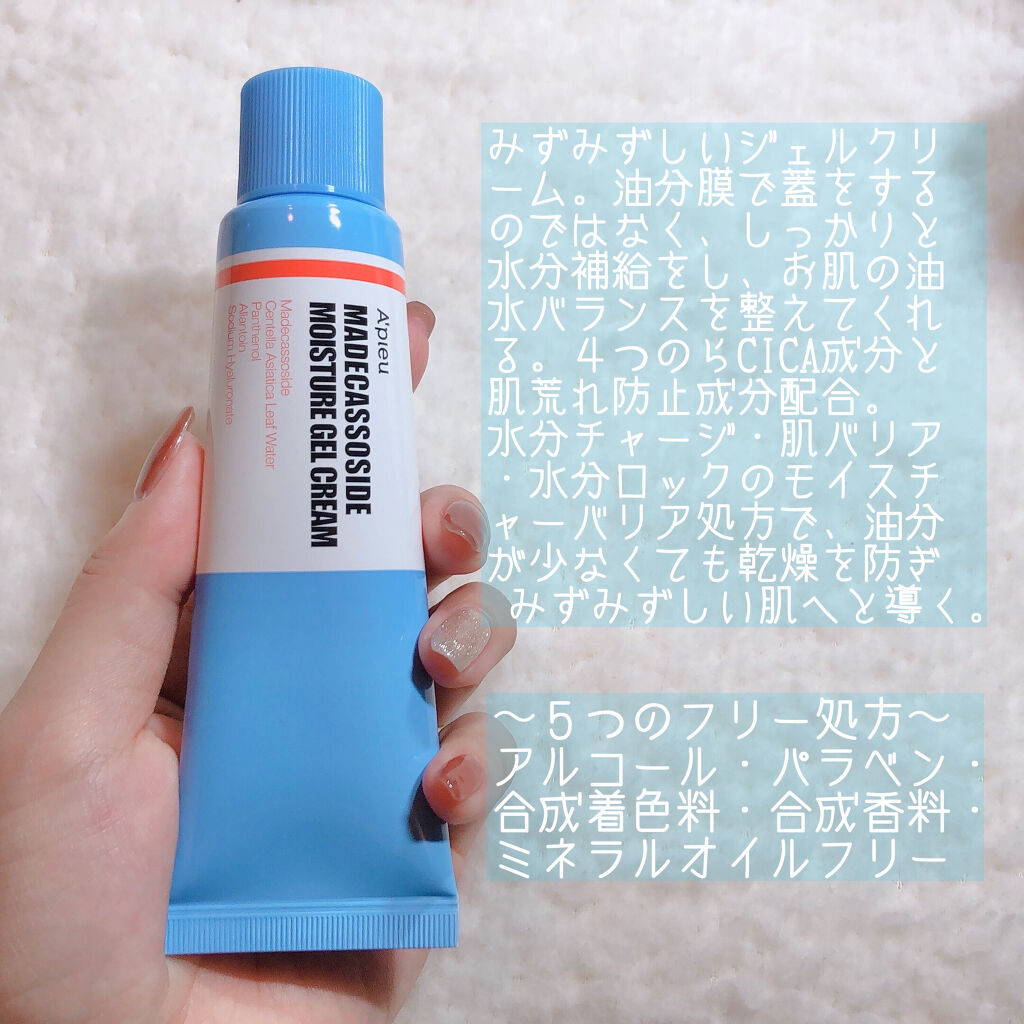 A'pieu
MADECASSOSIDE
MOISTURE GEL CREAM
Madecassoside
Centella Asiatica Leaf Water
Panthenol
Allantoin
Sodium Hyaluronate
みずみずしいジェルクリ
ーム。油分膜で蓋をする
のではなく、しっかりと
水分補給をし、お肌の油
水バランスを整えてくれ
る。４つのらCICA成分と
肌荒れ防止成分配合。
水分チャージ・肌バリア
・水分ロックのモイスチ
ャーバリア処方で、油分
が少なくても乾燥を防ぎ
みずみずしい肌へと導く。
〜５つのフリー処方〜
アルコール・パラベン・
合成着色料・合成香料・
ミネラルオイルフリー